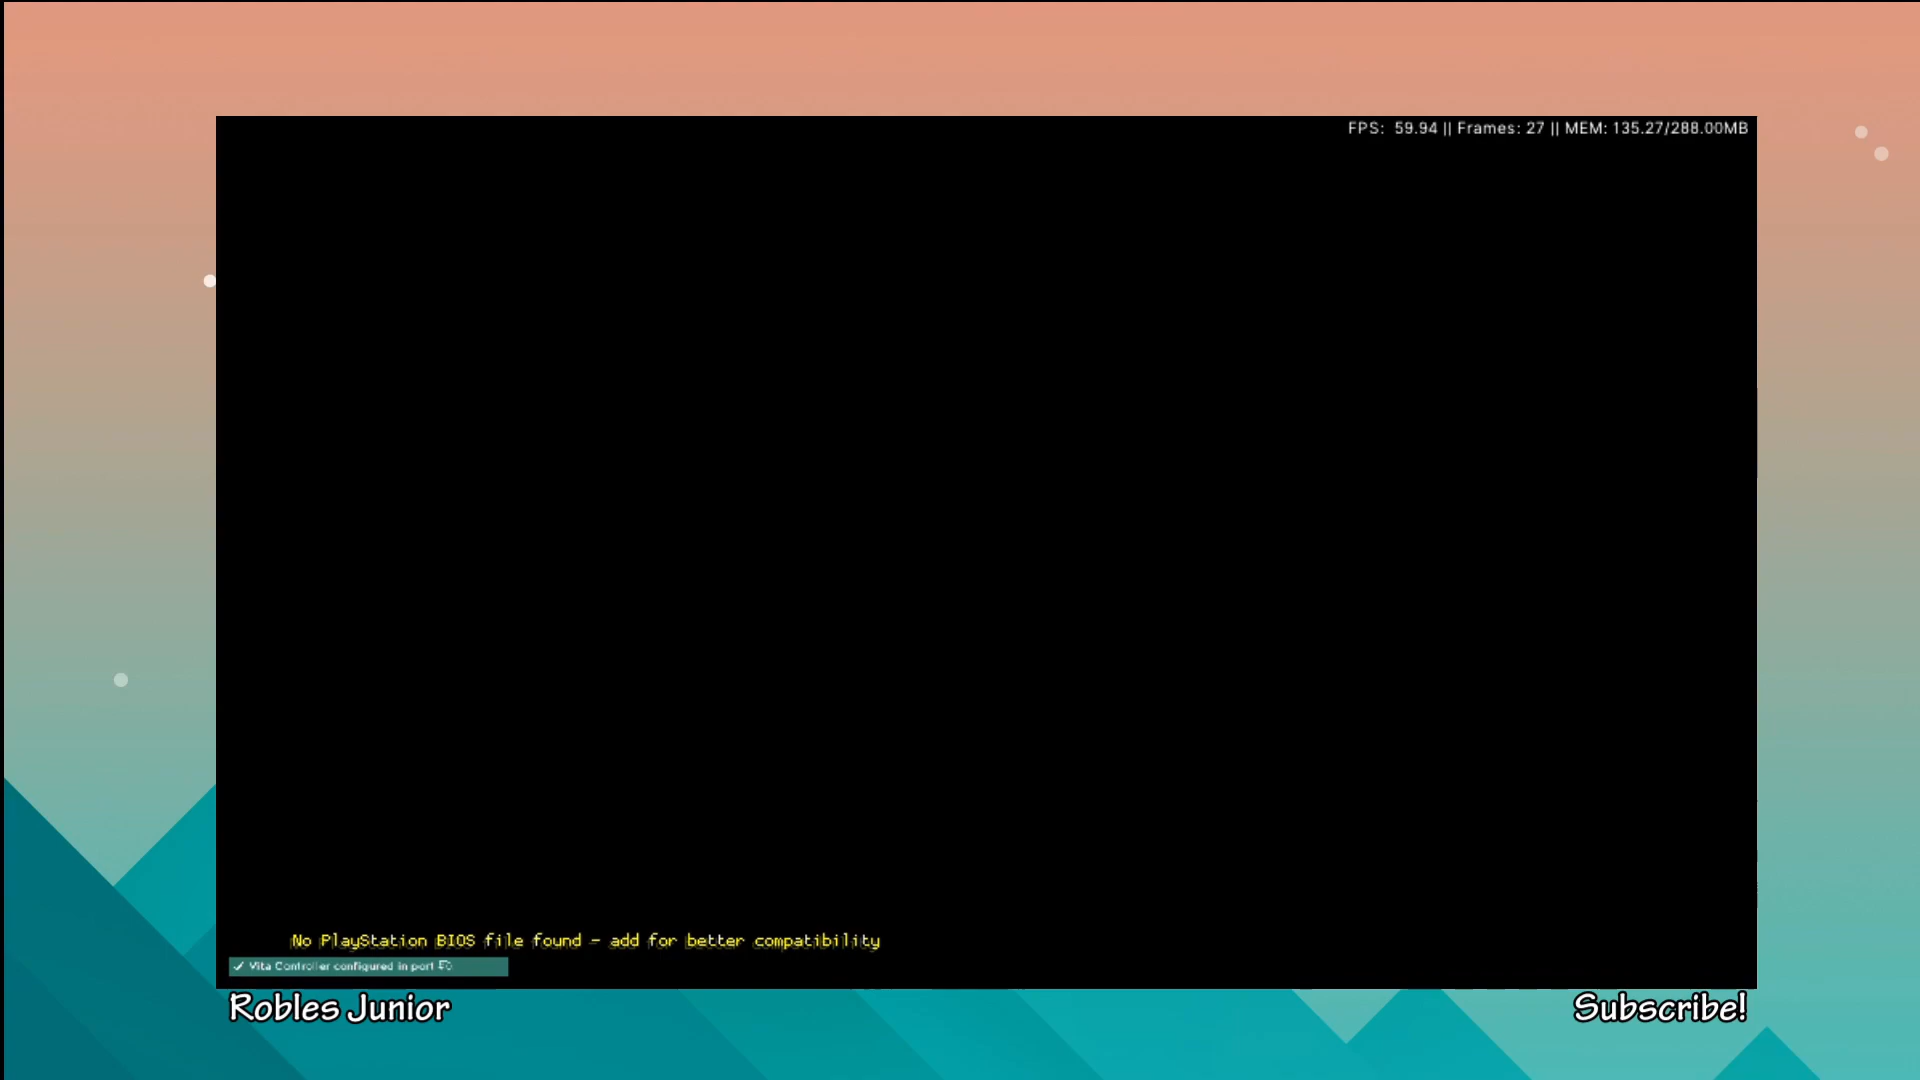 FPS: 59.94 || Frames: 27 || MEM: 135.27/288.00MB
No PlayStation BIOS file found - add for better compatibility
Vita Controller configured in port
Robles Junior
Subscribe!